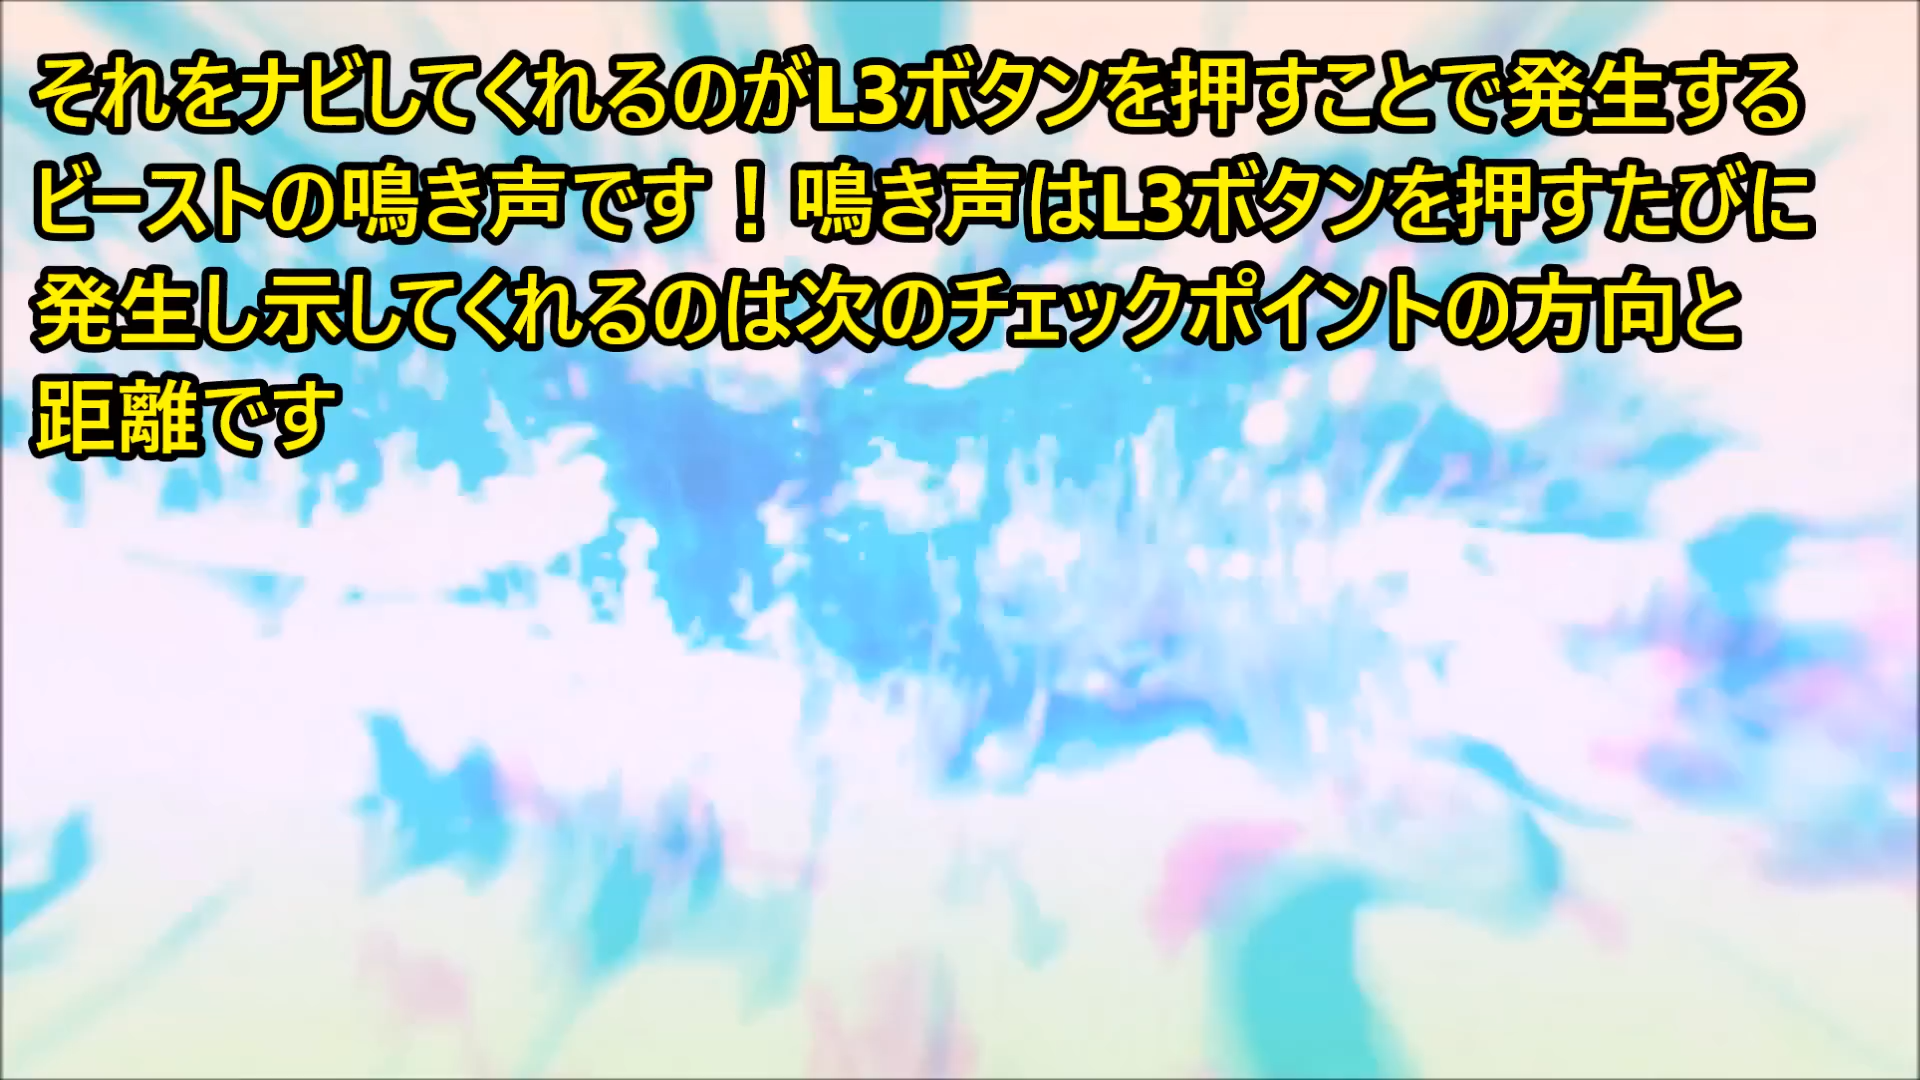 それをナビしてくれるのがL3ボタンを押すことで発生する
ビーストの鳴き声です！鳴き声はL3ボタンを押すたびに
発生し示してくれるのは次のチェックポイントの方向と
距離です